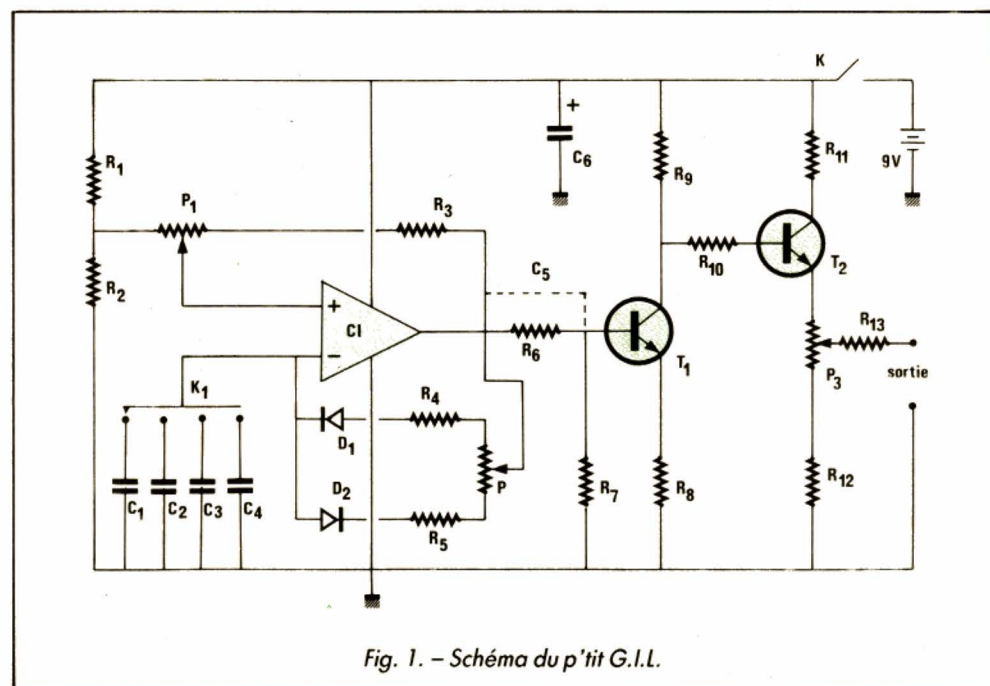 K
R1
P1
R3
C6
R9
R11
9V
R2
C5
R10
T2
CI
+
−
R6
T1
R13
P3
sortie
K1
D1
R4
P
R7
R8
R12
C1
C2
C3
C4
D2
R5
+
Fig. 1. – Schéma du p'tit G.I.L.